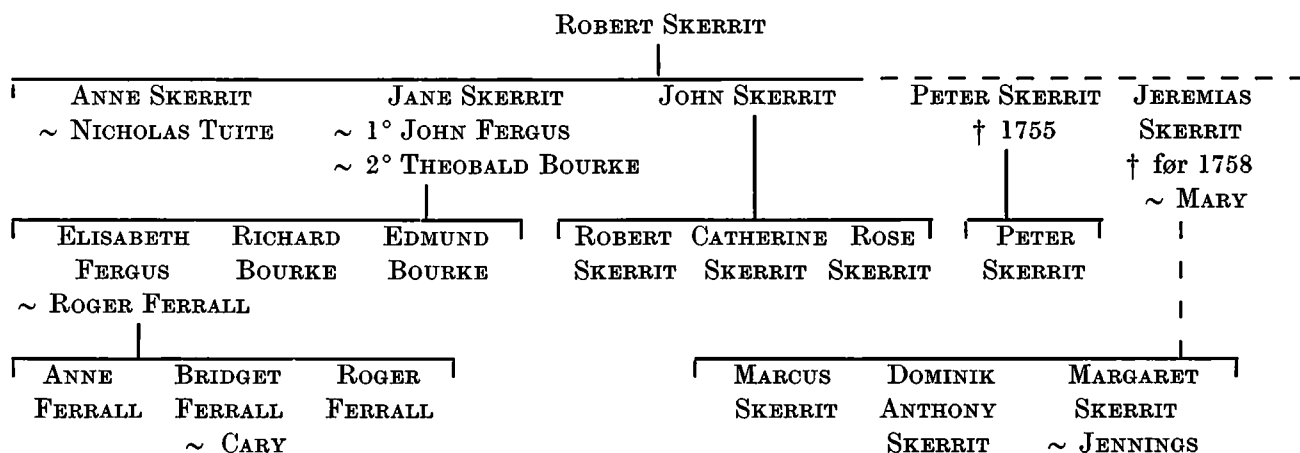 ROBERT SKERRIT
ANNE SKERRIT JANE SKERRIT JOHN SKERRIT PETER SKERRIT JEREMIAS
~ NICHOLAS TUITE ~ 1° JOHN FERGUS † 1755 SKERRIT
~ 2° THEOBALD BOURKE † før 1758
~ MARY
ELISABETH RICHARD EDMUND ROBERT CATHERINE ROSE PETER
FERGUS BOURKE BOURKE SKERRIT SKERRIT SKERRIT SKERRIT
~ ROGER FERRALL
ANNE BRIDGET ROGER MARCUS DOMINIK MARGARET
FERRALL FERRALL FERRALL SKERRIT ANTHONY SKERRIT
~ CARY SKERRIT ~ JENNINGS